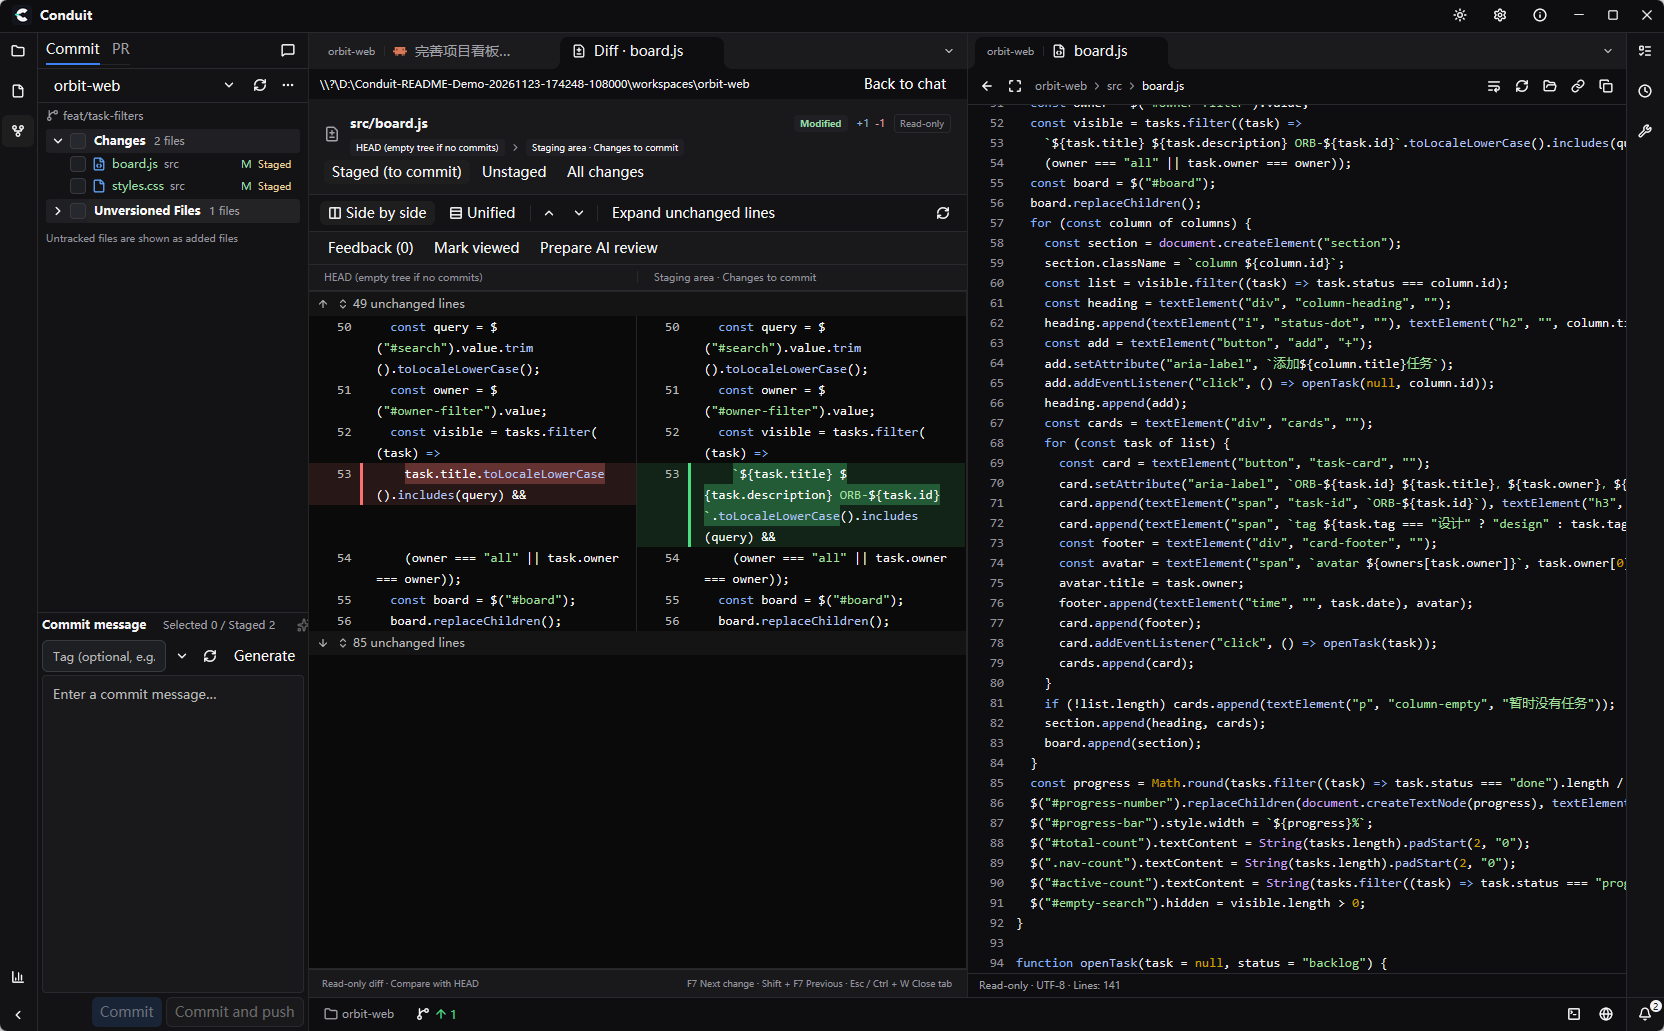 Conduit
Commit PR
orbit-web
feat/task-filters
Changes 2 files
board.js src M Staged
styles.css src M Staged
Unversioned Files 1 files
Untracked files are shown as added files
Commit message Selected 0 / Staged 2
Tag (optional, e.g. Generate
Enter a commit message...
Commit Commit and push
orbit-web 完善项目看板... Diff · board.js
\\?\D:\Conduit-README-Demo-20261123-174248-108000\workspaces\orbit-web Back to chat
src/board.js Modified +1 -1 Read-only
HEAD (empty tree if no commits) > Staging area · Changes to commit
Staged (to commit) Unstaged All changes
Side by side Unified Expand unchanged lines
Feedback (0) Mark viewed Prepare AI review
HEAD (empty tree if no commits) Staging area · Changes to commit
49 unchanged lines
50 const query = $
("#search").value.trim
().toLocaleLowerCase();
51 const owner = $
("#owner-filter").value;
52 const visible = tasks.filter(
(task) =>
53 task.title.toLocaleLowerCase
().includes(query) &&
54 (owner === "all" || task.owner
=== owner));
55 const board = $("#board");
56 board.replaceChildren();
50 const query = $
("#search").value.trim
().toLocaleLowerCase();
51 const owner = $
("#owner-filter").value;
52 const visible = tasks.filter(
(task) =>
53 `${task.title} $
{task.description} ORB-${task.id}
`.toLocaleLowerCase().includes
(query) &&
54 (owner === "all" || task.owner
=== owner));
55 const board = $("#board");
56 board.replaceChildren();
85 unchanged lines
Read-only diff · Compare with HEAD F7 Next change · Shift + F7 Previous · Esc / Ctrl + W Close tab
orbit-web 1
orbit-web board.js
orbit-web > src > board.js
52 const visible = tasks.filter((task) =>
53 `${task.title} ${task.description} ORB-${task.id}`.toLocaleLowerCase().includes(qu
54 (owner === "all" || task.owner === owner));
55 const board = $("#board");
56 board.replaceChildren();
57 for (const column of columns) {
58 const section = document.createElement("section");
59 section.className = `column ${column.id}`;
60 const list = visible.filter((task) => task.status === column.id);
61 const heading = textElement("div", "column-heading", "");
62 heading.append(textElement("i", "status-dot", ""), textElement("h2", "", column.ti
63 const add = textElement("button", "add", "+");
64 add.setAttribute("aria-label", `添加${column.title}任务`);
65 add.addEventListener("click", () => openTask(null, column.id));
66 heading.append(add);
67 const cards = textElement("div", "cards", "");
68 for (const task of list) {
69 const card = textElement("button", "task-card", "");
70 card.setAttribute("aria-label", `ORB-${task.id} ${task.title}, ${task.owner}, ${
71 card.append(textElement("span", "task-id", `ORB-${task.id}`), textElement("h3",
72 card.append(textElement("span", `tag ${task.tag === "设计" ? "design" : task.tag
73 const footer = textElement("div", "card-footer", "");
74 const avatar = textElement("span", `avatar ${owners[task.owner]}`, task.owner[0]
75 avatar.title = task.owner;
76 footer.append(textElement("time", "", task.date), avatar);
77 card.append(footer);
78 card.addEventListener("click", () => openTask(task));
79 cards.append(card);
80 }
81 if (!list.length) cards.append(textElement("p", "column-empty", "暂时没有任务"));
82 section.append(heading, cards);
83 board.append(section);
84 }
85 const progress = Math.round(tasks.filter((task) => task.status === "done").length /
86 $("#progress-number").replaceChildren(document.createTextNode(progress), textElement
87 $("#progress-bar").style.width = `${progress}%`;
88 $("#total-count").textContent = String(tasks.length).padStart(2, "0");
89 $(".nav-count").textContent = String(tasks.length).padStart(2, "0");
90 $("#active-count").textContent = String(tasks.filter((task) => task.status === "prog
91 $("#empty-search").hidden = visible.length > 0;
92 }
93
94 function openTask(task = null, status = "backlog") {
Read-only · UTF-8 · Lines: 141
2